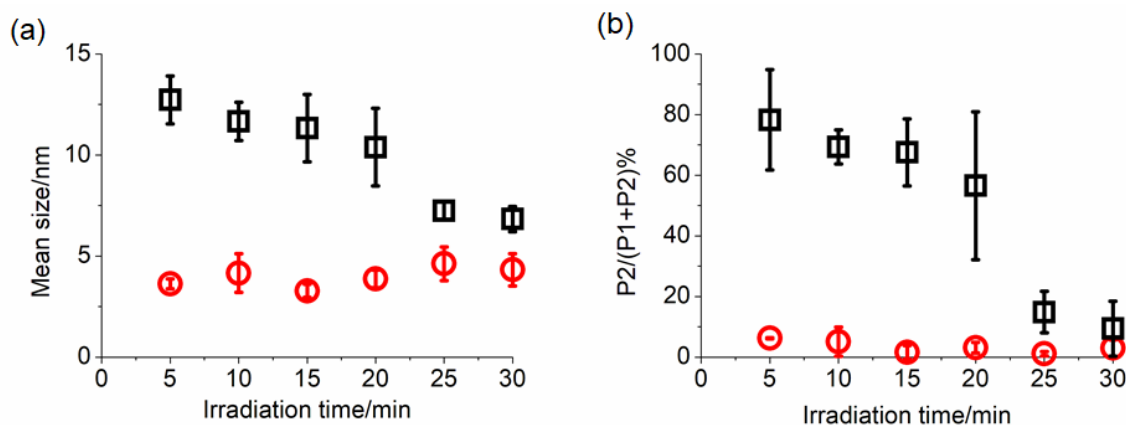 (a)
15
10
5
0
Mean size/nm
0 5 10 15 20 25 30
Irradiation time/min
(b)
100
80
60
40
20
0
P2/(P1+P2)%
0 5 10 15 20 25 30
Irradiation time/min